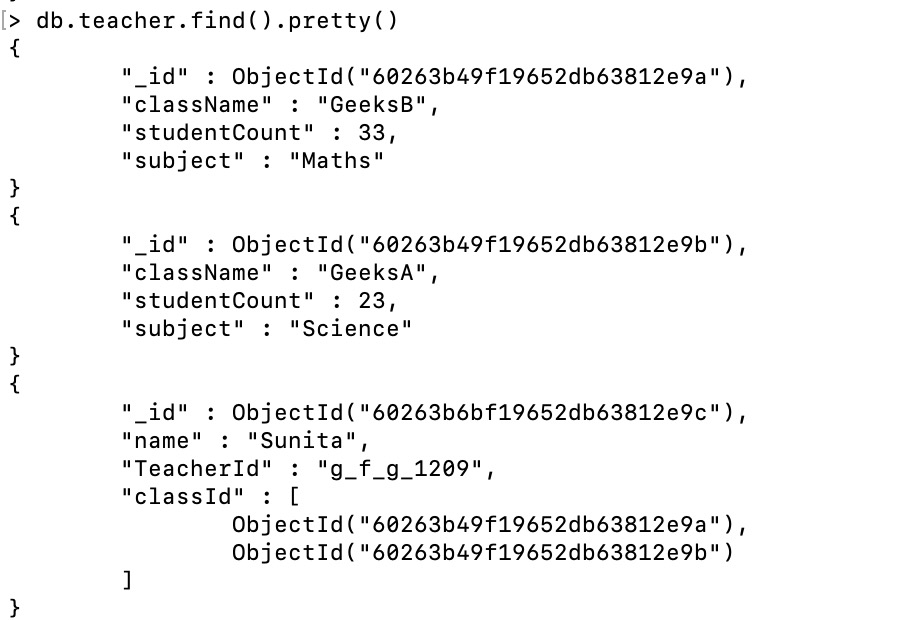 [> db.teacher.find().pretty()
{
"_id" : ObjectId("60263b49f19652db63812e9a"),
"className" : "GeeksB",
"studentCount" : 33,
"subject" : "Maths"
}
{
"_id" : ObjectId("60263b49f19652db63812e9b"),
"className" : "GeeksA",
"studentCount" : 23,
"subject" : "Science"
}
{
"_id" : ObjectId("60263b6bf19652db63812e9c"),
"name" : "Sunita",
"TeacherId" : "g_f_g_1209",
"classId" : [
ObjectId("60263b49f19652db63812e9a"),
ObjectId("60263b49f19652db63812e9b")
]
}